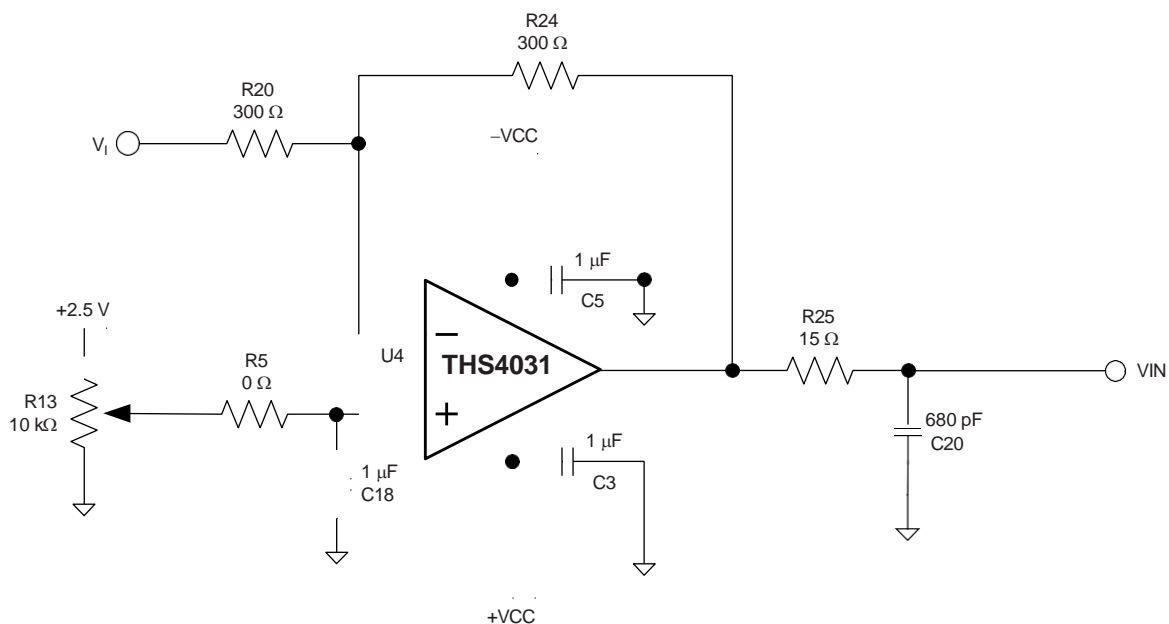 R24
300 Ω
R20
300 Ω
–VCC
VI
1 µF
C5
+2.5 V
R25
15 Ω
U4
–
THS4031
R5
0 Ω
VIN
R13
10 kΩ
+
680 pF
C20
1 µF
C3
1 µF
C18
+VCC